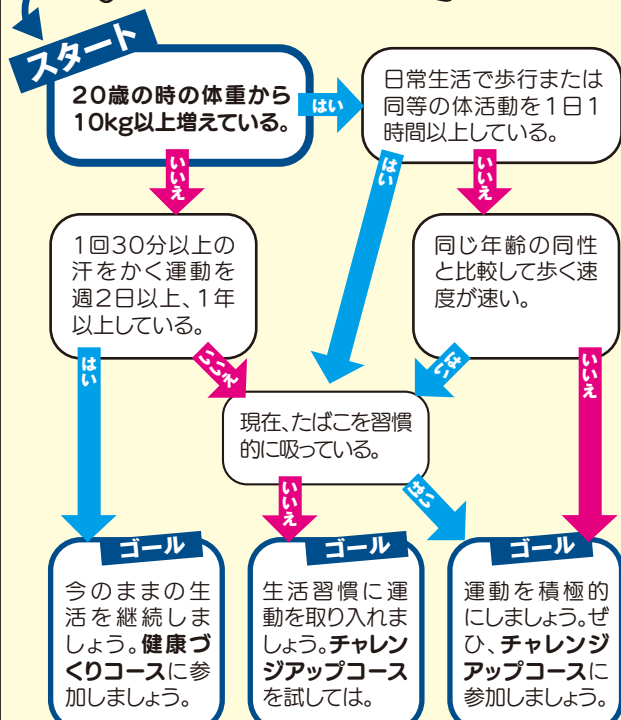 スタート
20歳の時の体重から
10kg以上増えている。
はい
日常生活で歩行または
同等の体活動を1日1
時間以上している。
いいえ
はい
いいえ
1回30分以上の
汗をかく運動を
週2日以上、1年
以上している。
同じ年齢の同性
と比較して歩く速
度が速い。
はい
いいえ
はい
いいえ
現在、たばこを習慣
的に吸っている。
いいえ
はい
ゴール
今のままの生
活を継続しま
しょう。健康づ
くりコースに参
加しましょう。
ゴール
生活習慣に運
動を取り入れま
しょう。チャレン
ジアップコース
を試しては。
ゴール
運動を積極的
にしましょう。ぜ
ひ、チャレンジ
アップコースに
参加しましょう。